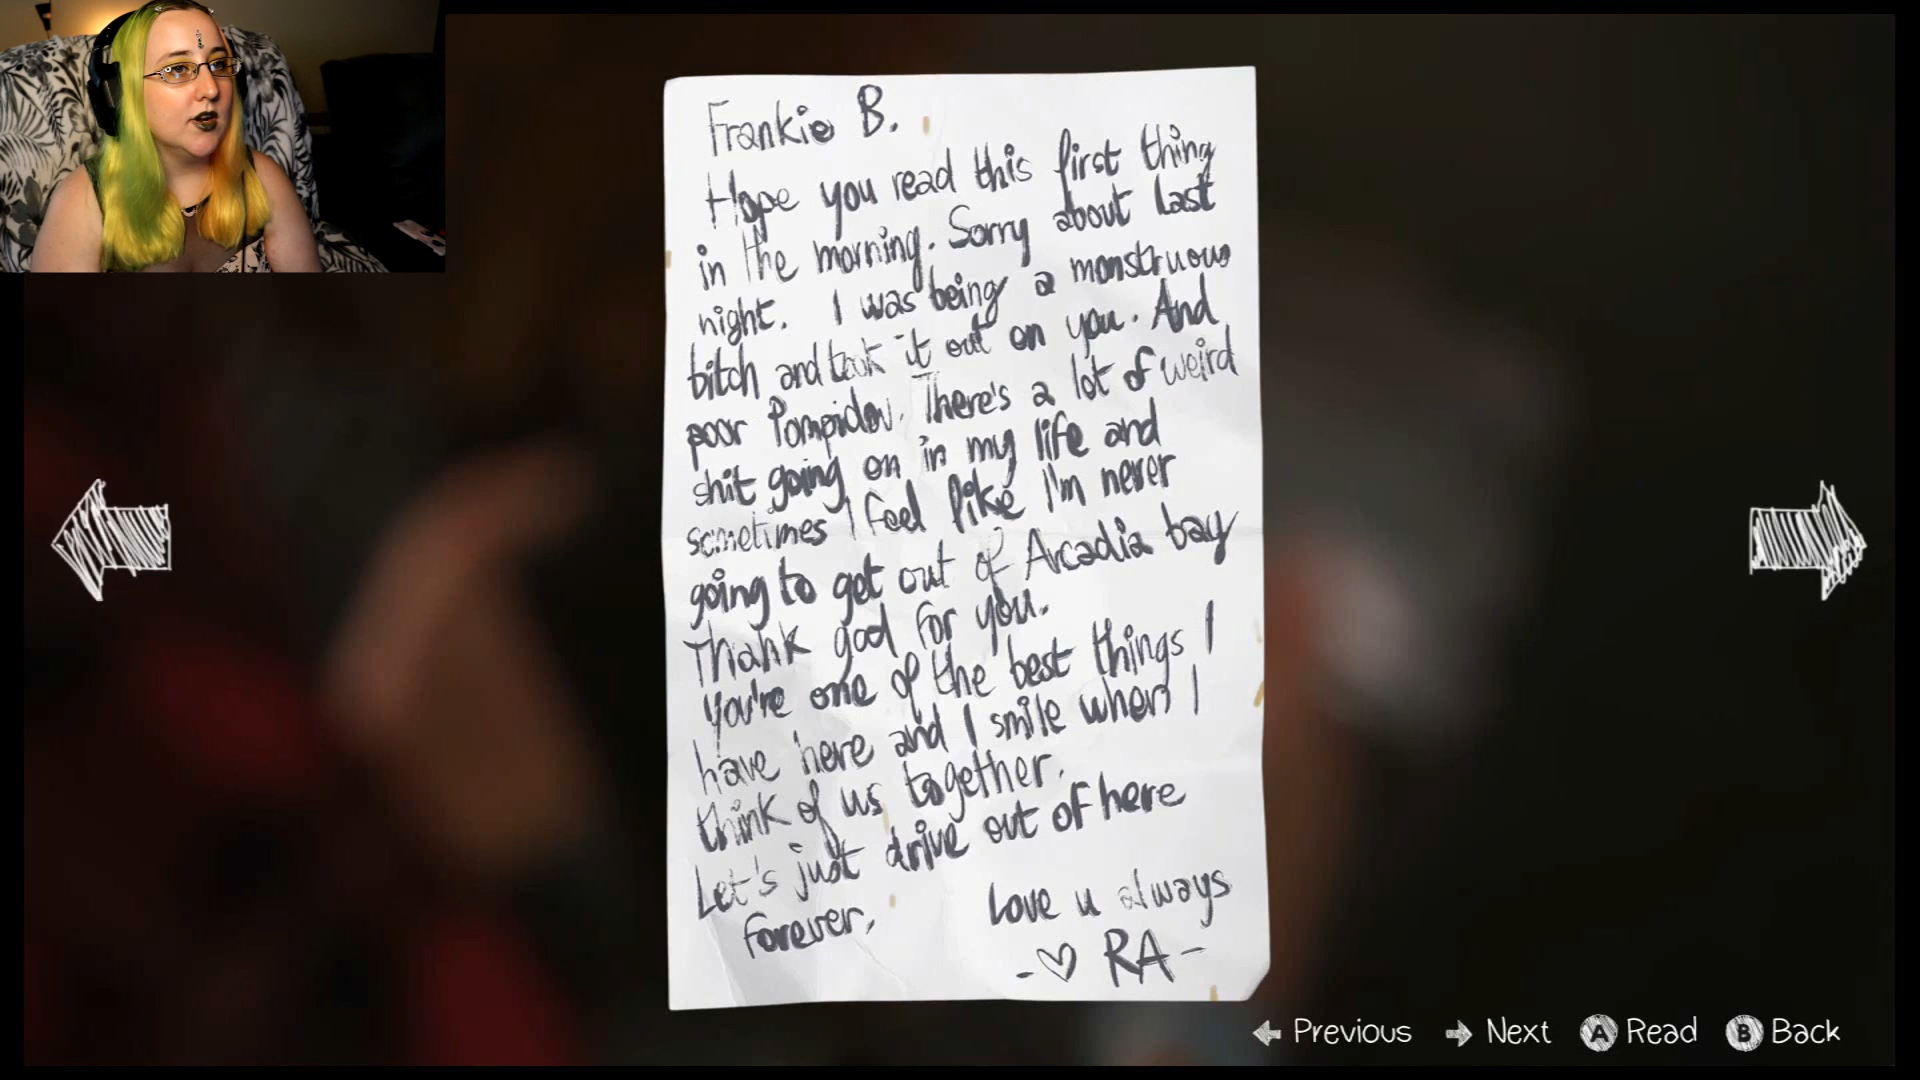 Frankie B.
Hope you read this first thing
in the morning. Sorry about last
night. I was being a monstruous
bitch and took it out on you. And
poor Pompidou. There's a lot of weird
shit going on in my life and
sometimes I feel like I'm never
going to get out of Arcadia bay
Thank god for you.
You're one of the best things I
have here and I smile when I
think of us together.
Let's just drive out of here
forever,
Love u always
- ♡ RA -
Previous Next A Read B Back